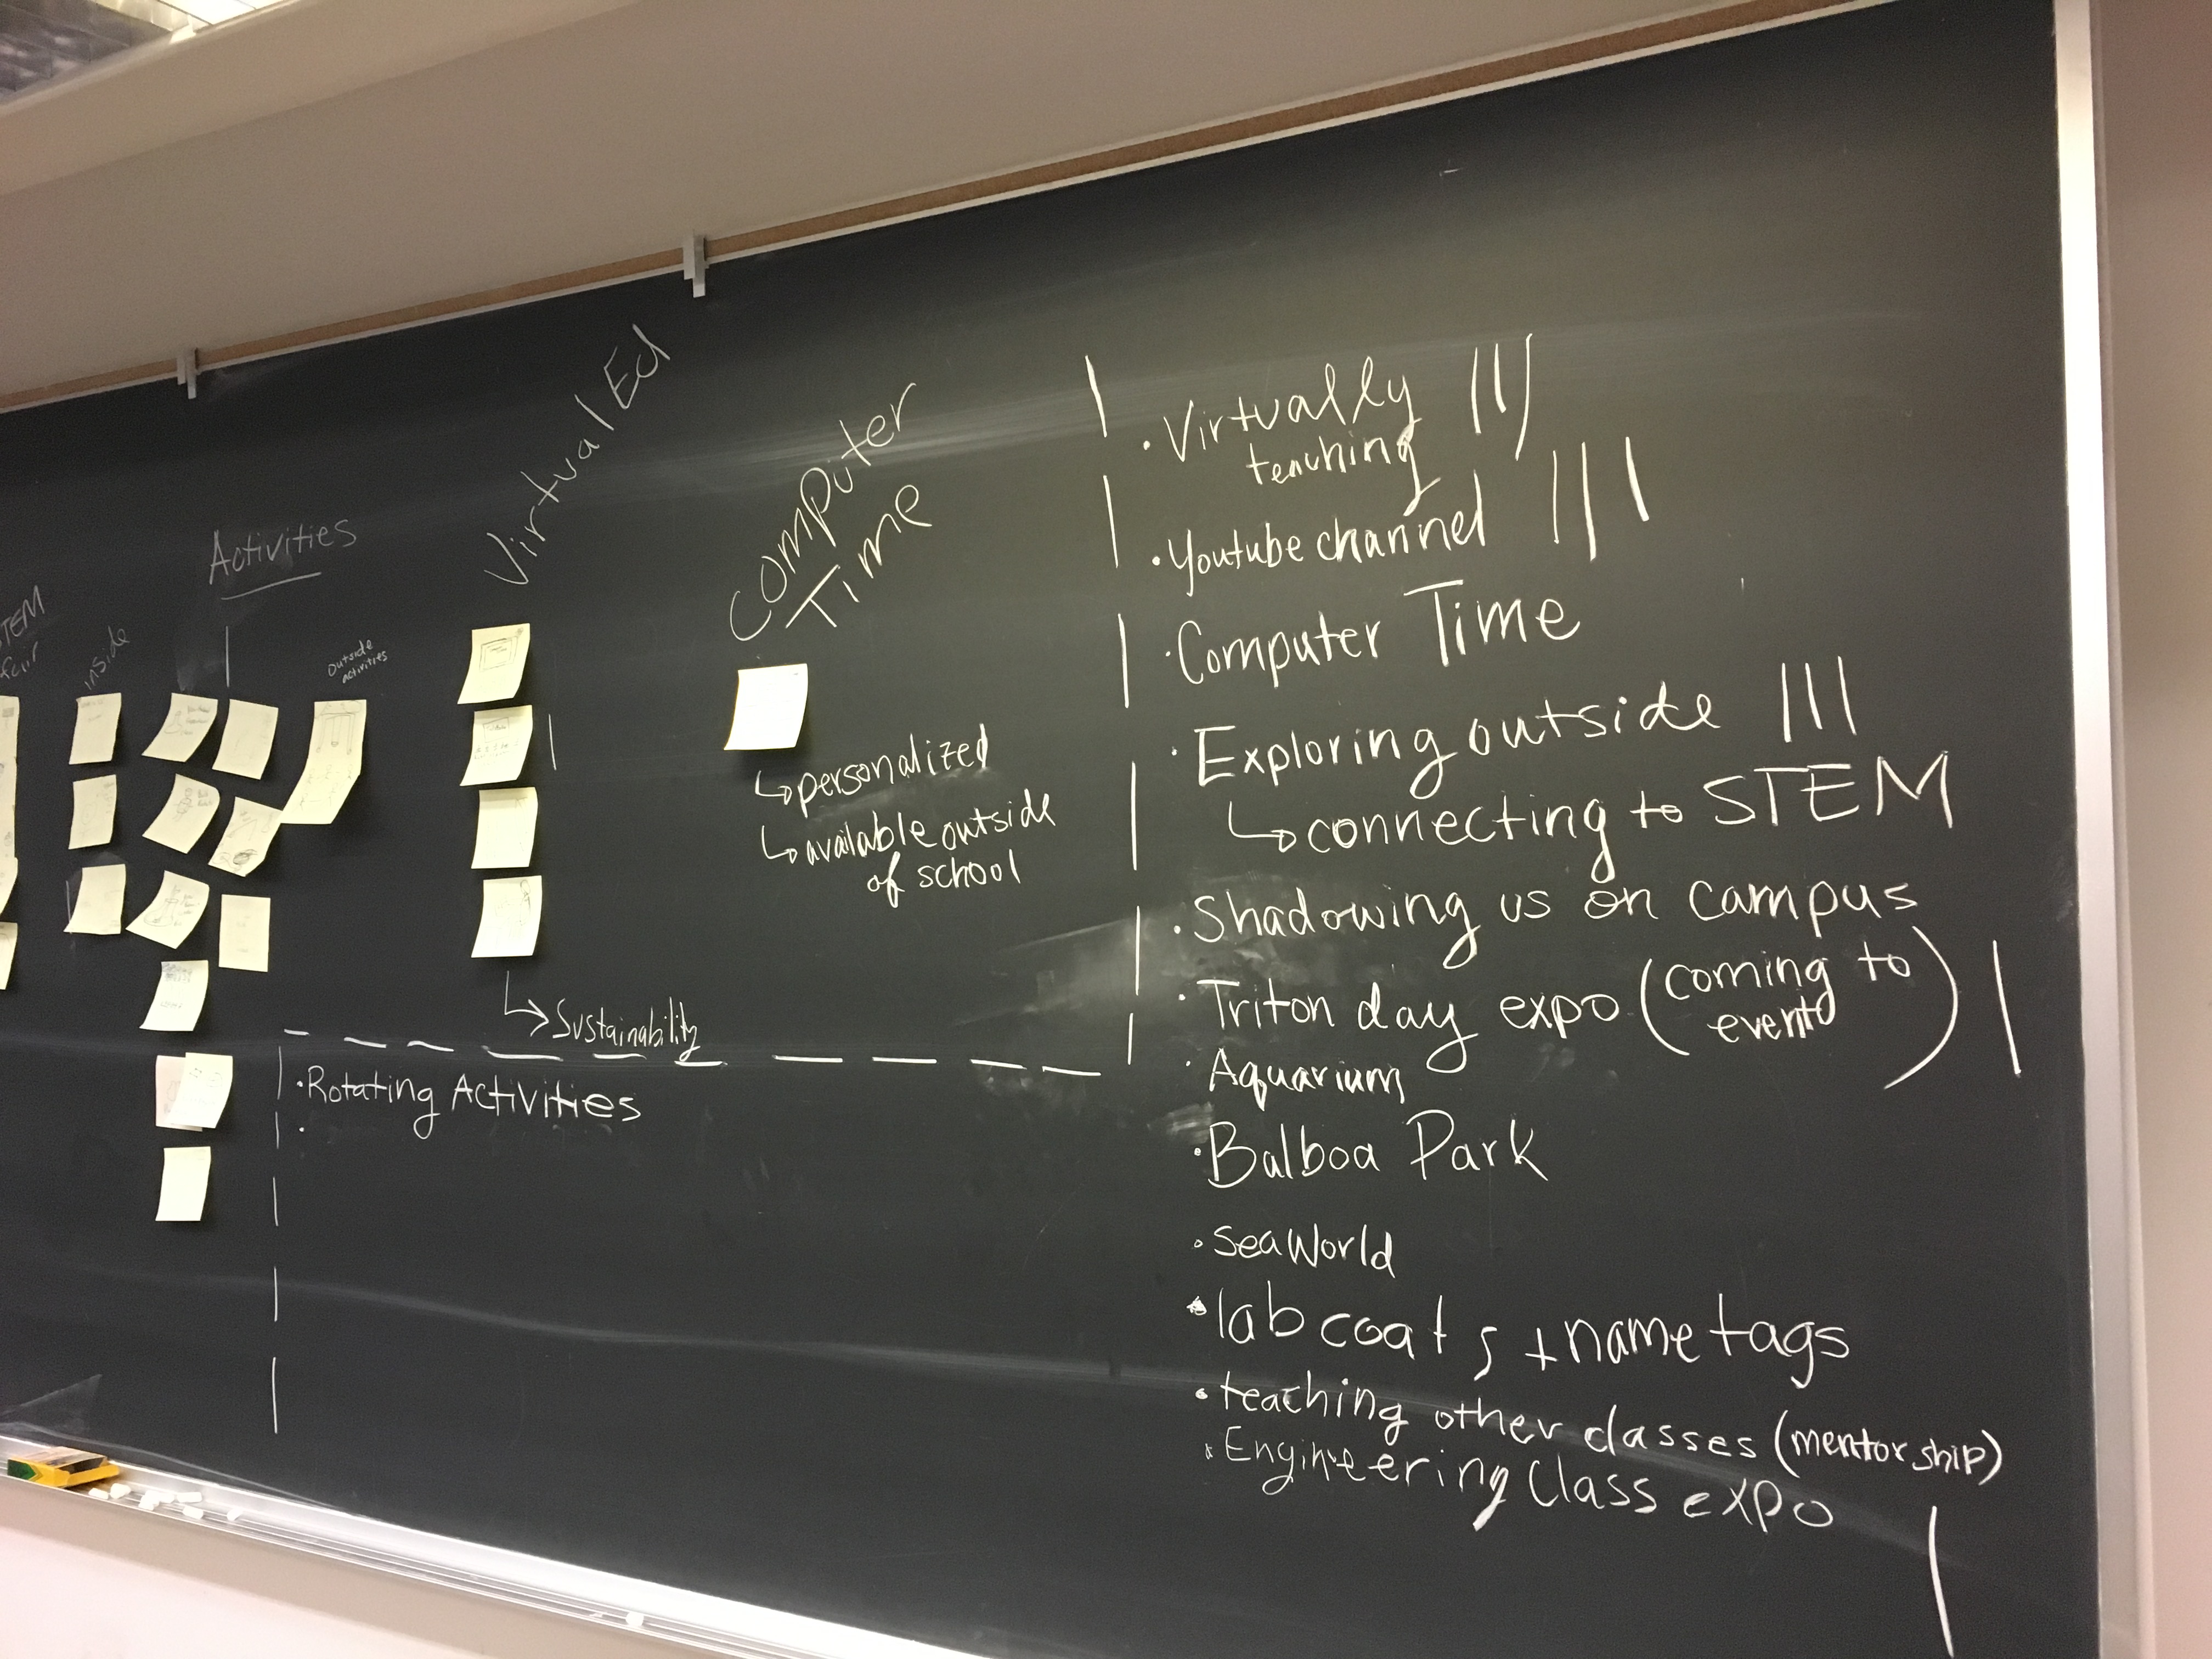 STEM
fair
inside
Activities
outside
activities
Virtual Ed
↳ Sustainability
Computer
Time
↳ personalized
↳ available outside
of school
• Rotating Activities
•
• Virtually |||
teaching
• Youtube channel |||
• Computer Time
• Exploring outside |||
↳ connecting to STEM
• Shadowing us on campus
• Triton day expo (coming to
event) |
• Aquarium
• Balboa Park
• SeaWorld
• lab coats + name tags
• teaching other classes (mentorship)
• Engineering Class expo |